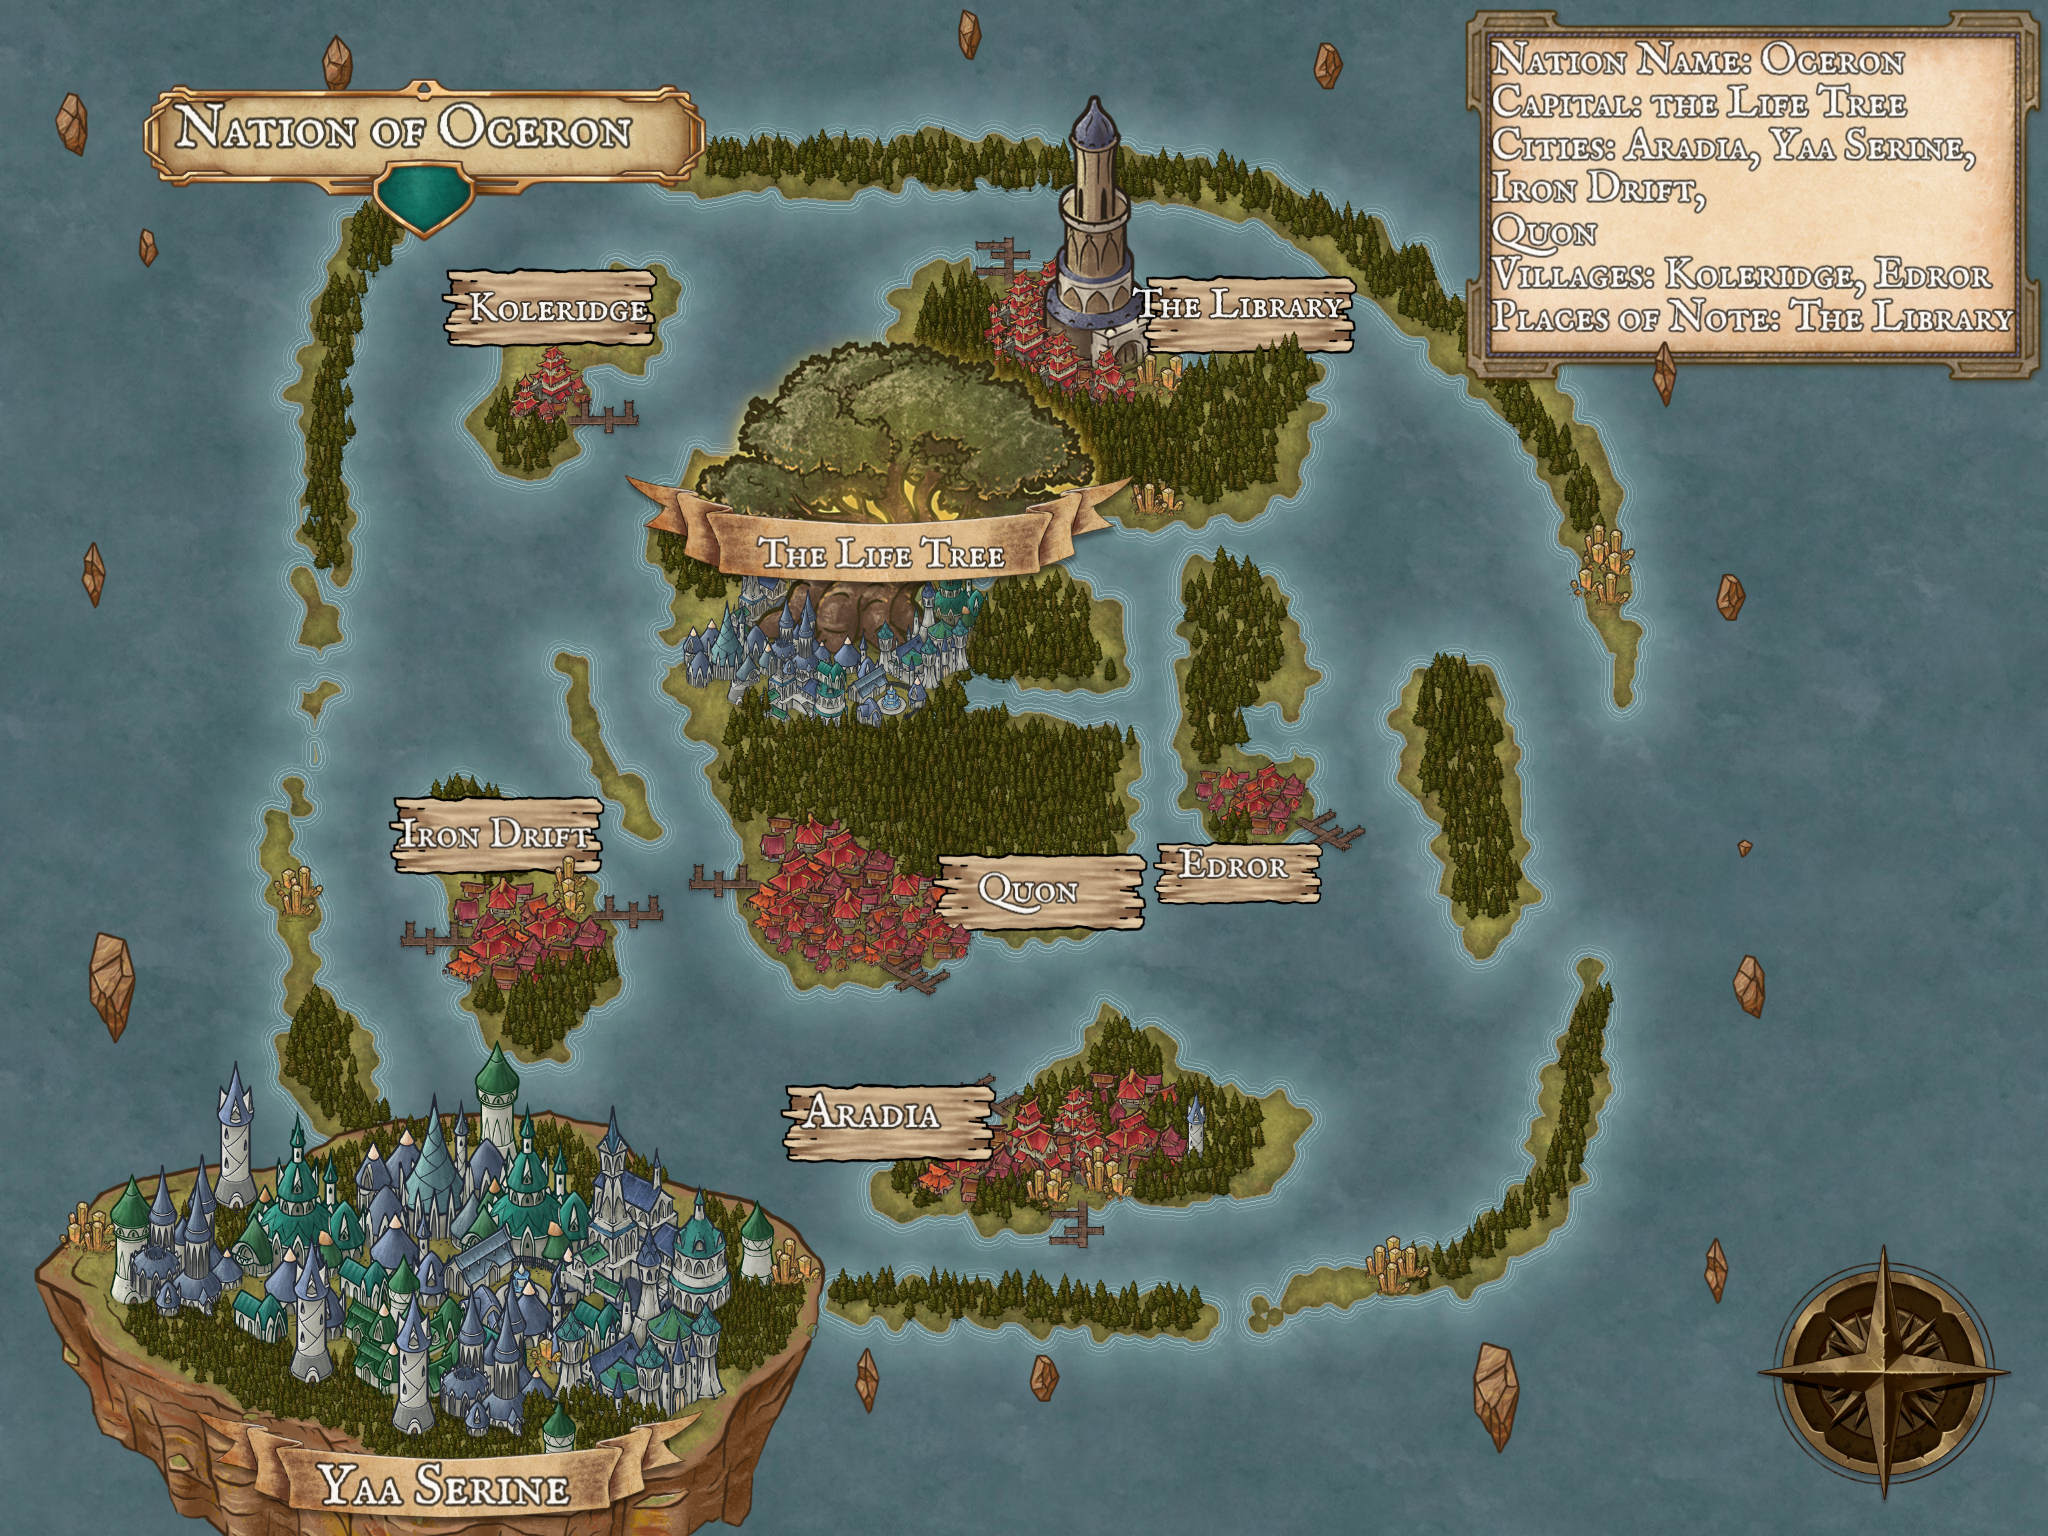 Nation of Oceron
Nation Name: Oceron
Capital: the Life Tree
Cities: Aradia, Yaa Serine,
Iron Drift,
Quon
Villages: Koleridge, Edror
Places of Note: The Library
Koleridge
The Library
The Life Tree
Iron Drift
Quon
Edror
Aradia
Yaa Serine